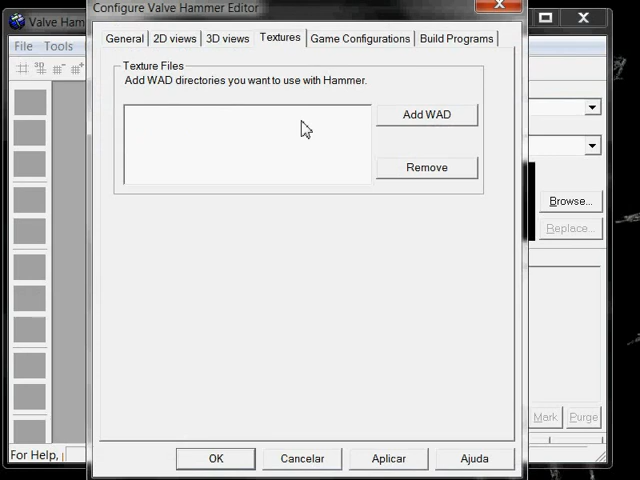 Configure Valve Hammer Editor
Valve Ham
File Tools
General 2D views 3D views Textures Game Configurations Build Programs
Texture Files
Add WAD directories you want to use with Hammer.
Add WAD
Remove
Browse...
Replace...
Mark Purge
For Help,
OK Cancelar Aplicar Ajuda